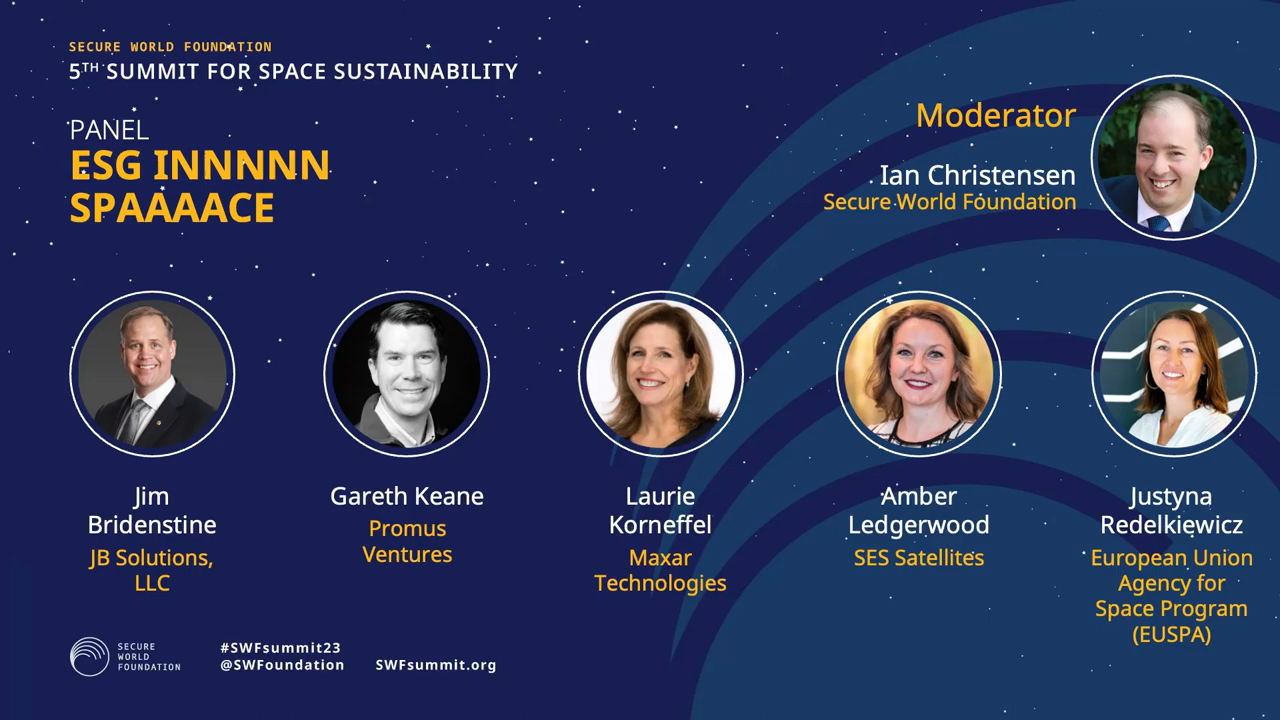 SECURE WORLD FOUNDATION
5TH SUMMIT FOR SPACE SUSTAINABILITY
PANEL
ESG INNNNN
SPAAAACE
Moderator
Ian Christensen
Secure World Foundation
Jim
Bridenstine
JB Solutions,
LLC
Gareth Keane
Promus
Ventures
Laurie
Korneffel
Maxar
Technologies
Amber
Ledgerwood
SES Satellites
Justyna
Redelkiewicz
European Union
Agency for
Space Program
(EUSPA)
SECURE
WORLD
FOUNDATION
#SWFsummit23
@SWFoundation SWFsummit.org